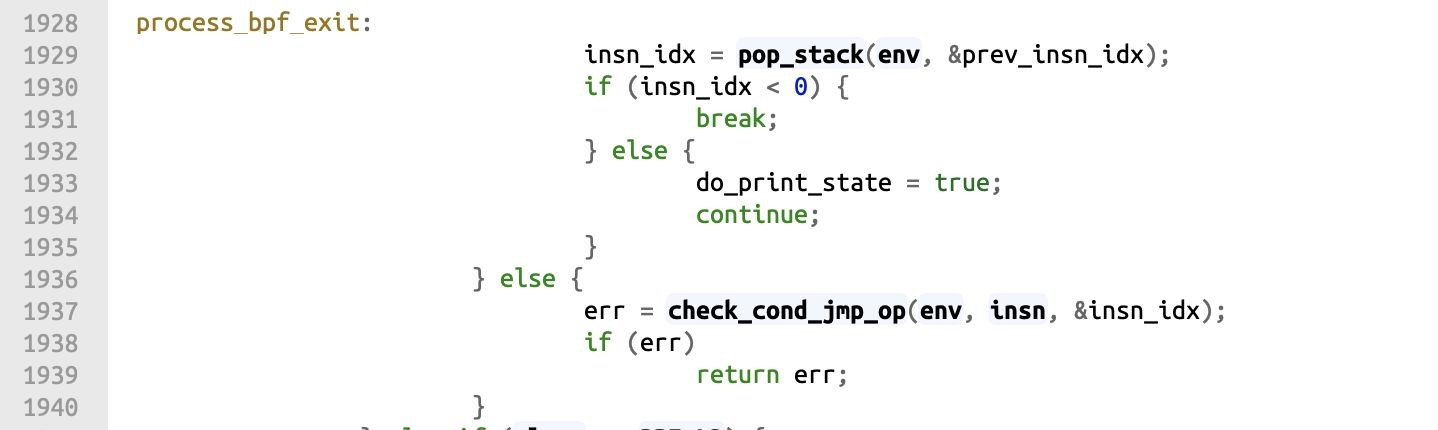 1928 process_bpf_exit:
1929 insn_idx = pop_stack(env, &prev_insn_idx);
1930 if (insn_idx < 0) {
1931 break;
1932 } else {
1933 do_print_state = true;
1934 continue;
1935 }
1936 } else {
1937 err = check_cond_jmp_op(env, insn, &insn_idx);
1938 if (err)
1939 return err;
1940 }